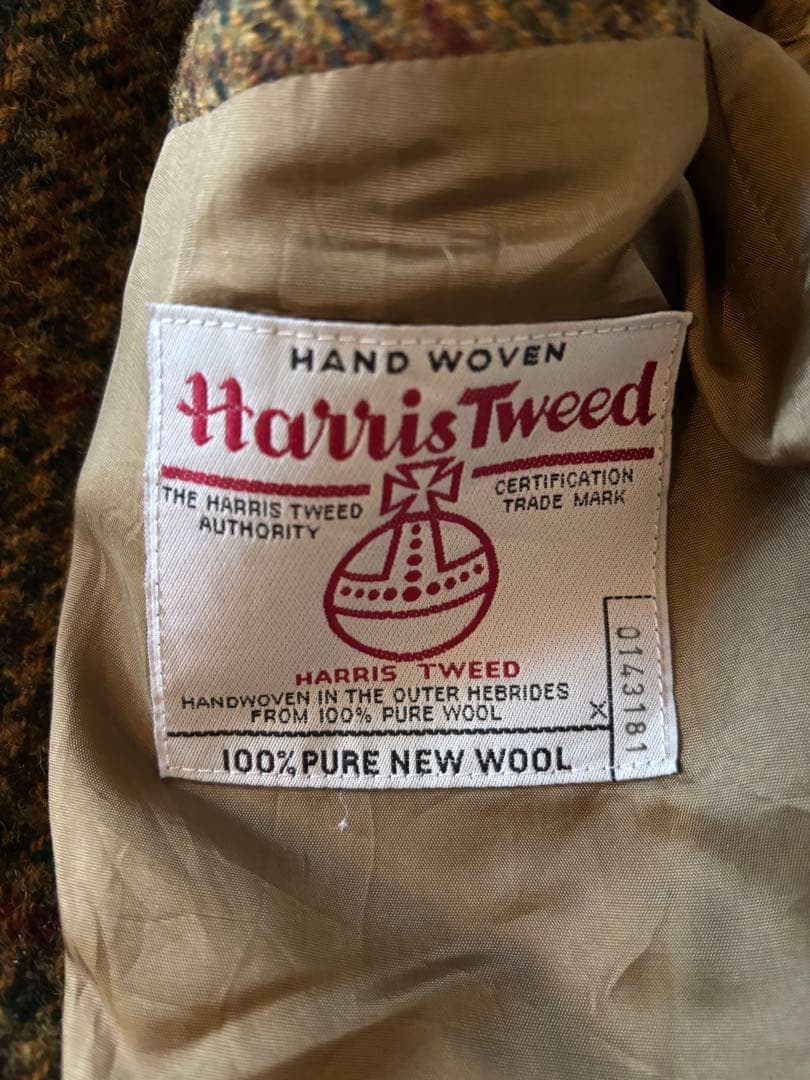 HAND WOVEN
Harris Tweed
THE HARRIS TWEED
AUTHORITY
CERTIFICATION
TRADE MARK
HARRIS TWEED
HANDWOVEN IN THE OUTER HEBRIDES
FROM 100% PURE WOOL
X
0143181
100% PURE NEW WOOL